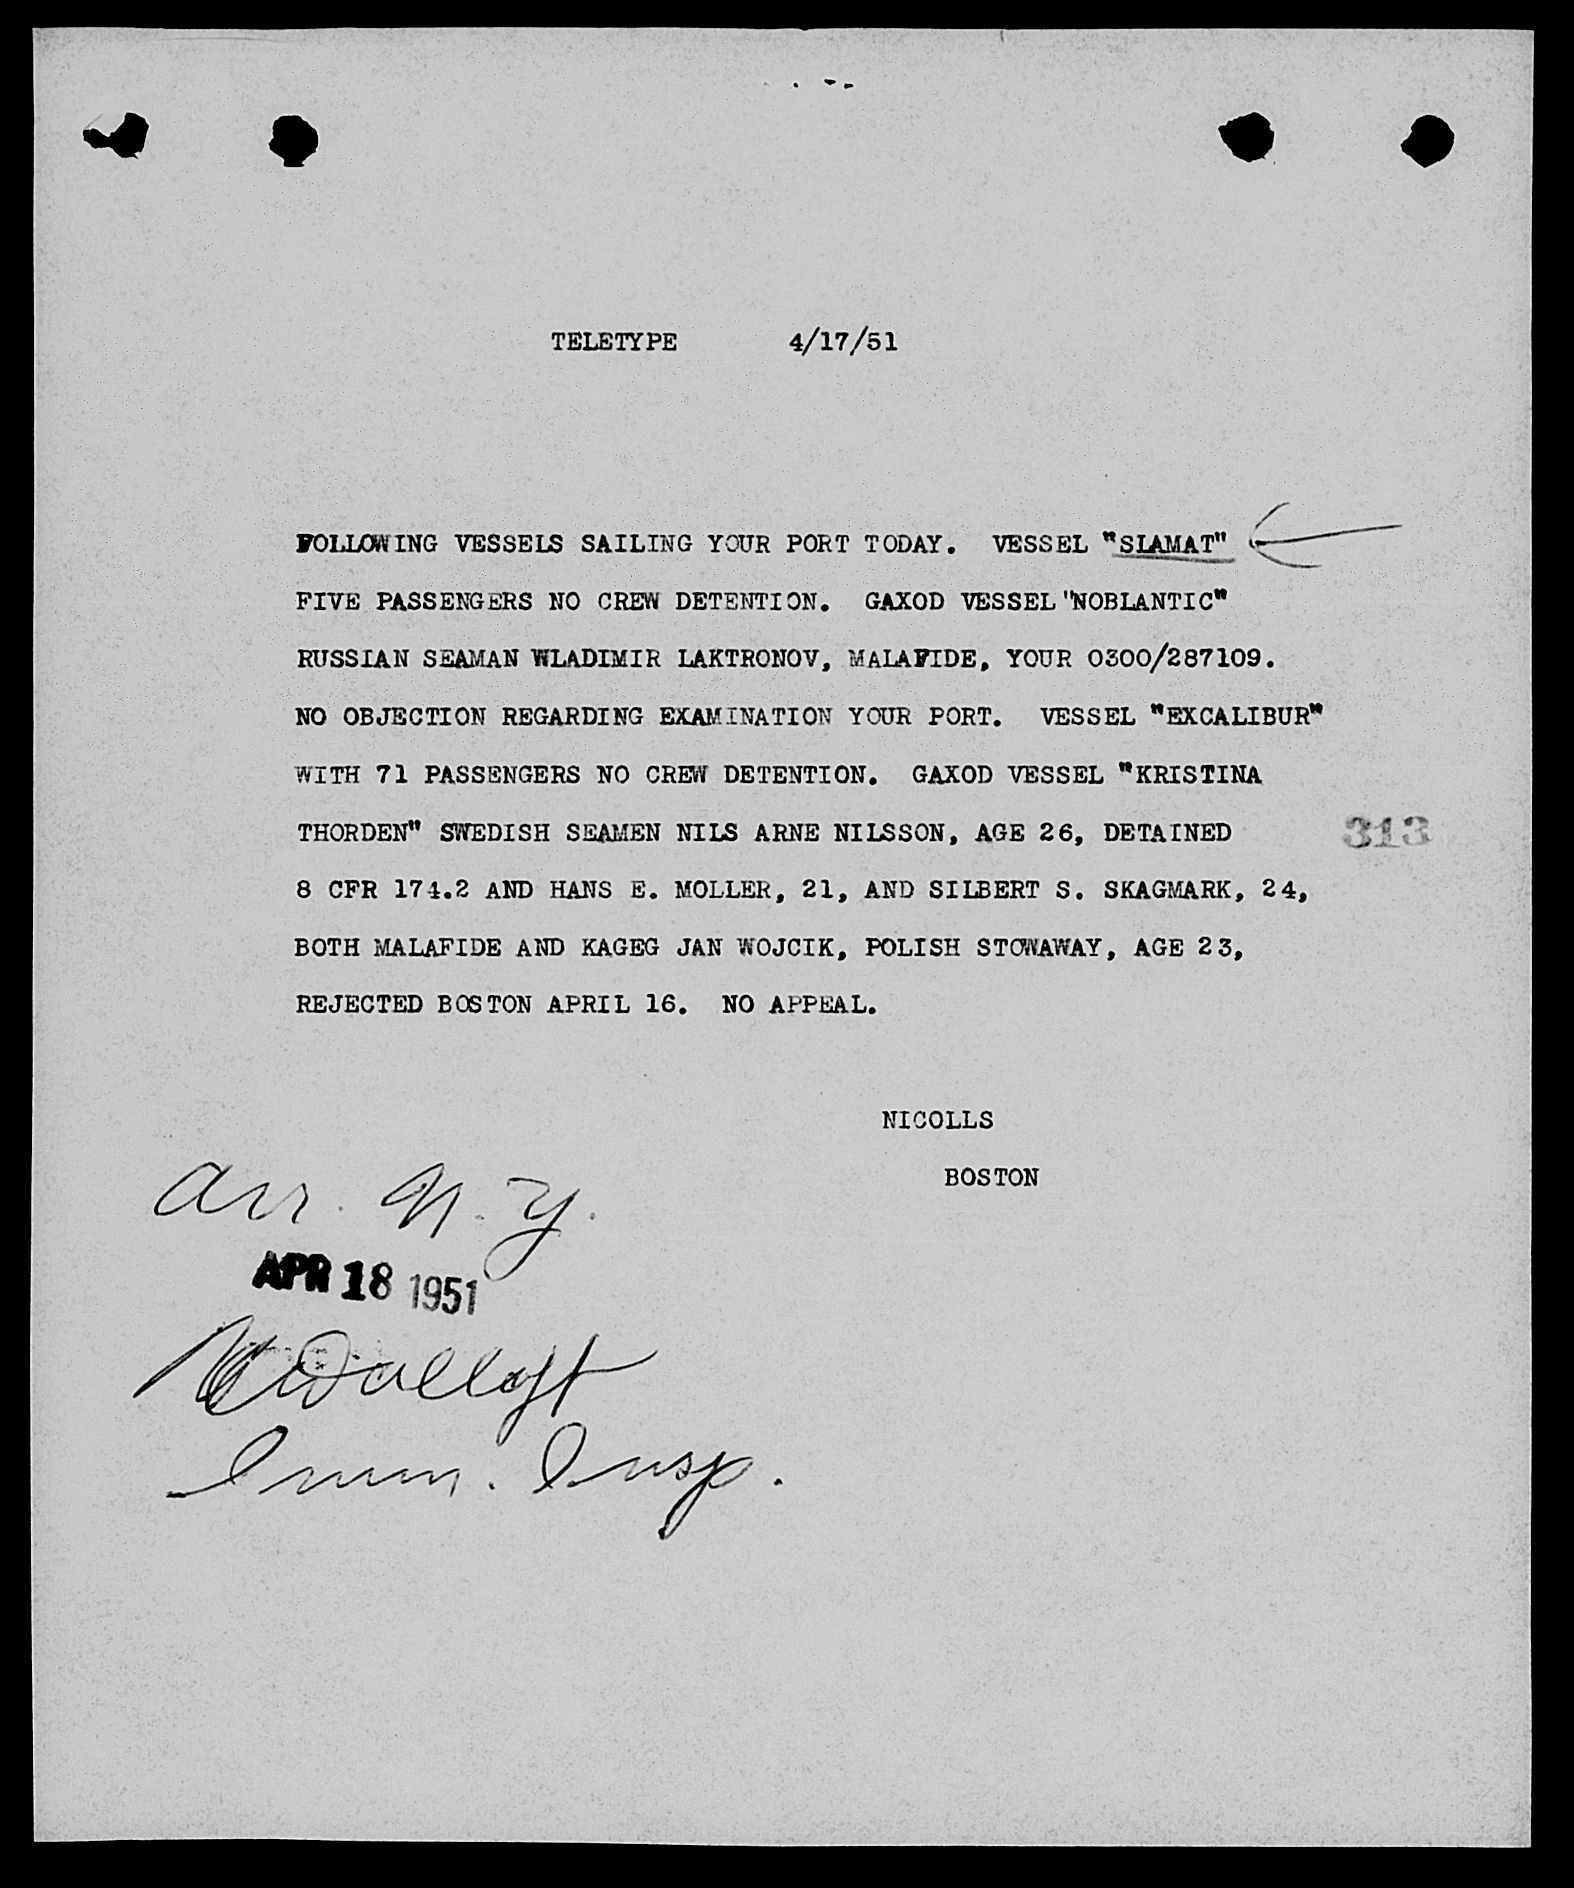 TELETYPE 4/17/51
FOLLOWING VESSELS SAILING YOUR PORT TODAY. VESSEL "SLAMAT"
FIVE PASSENGERS NO CREW DETENTION. GAXOD VESSEL "NOBLANTIC"
RUSSIAN SEAMAN WLADIMIR LAKTRONOV, MALAFIDE, YOUR 0300/287109.
NO OBJECTION REGARDING EXAMINATION YOUR PORT. VESSEL "EXCALIBUR"
WITH 71 PASSENGERS NO CREW DETENTION. GAXOD VESSEL "KRISTINA
THORDEN" SWEDISH SEAMEN NILS ARNE NILSSON, AGE 26, DETAINED
313
8 CFR 174.2 AND HANS E. MOLLER, 21, AND SILBERT S. SKAGMARK, 24,
BOTH MALAFIDE AND KAGEG JAN WOJCIK, POLISH STOWAWAY, AGE 23,
REJECTED BOSTON APRIL 16. NO APPEAL.
NICOLLS
BOSTON
Arr. N.Y.
APR 18 1951
Imm. Insp.